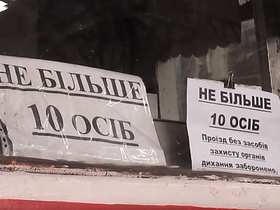 НЕ БІЛЬШЕ
10 ОСІБ
НЕ БІЛЬШЕ
10 ОСІБ
Проїзд без засобів
захисту органів
дихання заборонено.